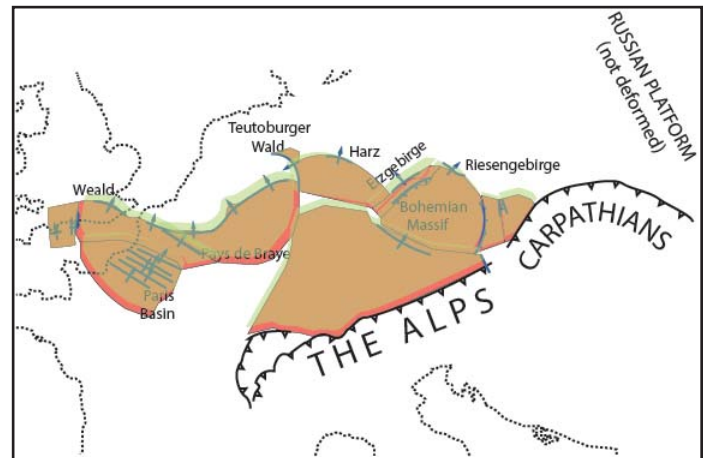 RUSSIAN PLATFORM
(not deformed)
Teutoburger
Wald
Harz
Erzgebirge
Riesengebirge
Weald
Bohemian
Massif
CARPATHIANS
Pays de Braye
Paris
Basin
THE ALPS